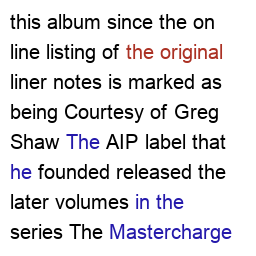 this album since the on
line listing of the original
liner notes is marked as
being Courtesy of Greg
Shaw The AIP label that
he founded released the
later volumes in the
series The Mastercharge